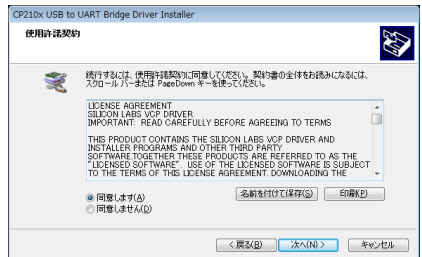 CP210x USB to UART Bridge Driver Installer
使用許諾契約
続行するには、使用許諾契約に同意してください。契約書の全体をお読みになるには、
スクロール バーまたは PageDown キーを使ってください。
LICENSE AGREEMENT
SILICON LABS VCP DRIVER
IMPORTANT: READ CAREFULLY BEFORE AGREEING TO TERMS
THIS PRODUCT CONTAINS THE SILICON LABS VCP DRIVER AND
INSTALLER PROGRAMS AND OTHER THIRD PARTY
SOFTWARE.TOGETHER THESE PRODUCTS ARE REFERRED TO AS THE
"LICENSED SOFTWARE". USE OF THE LICENSED SOFTWARE IS SUBJECT
TO THE TERMS OF THIS LICENSE AGREEMENT. DOWNLOADING THE
同意します(A)
名前を付けて保存(S) 印刷(P)
同意しません(D)
< 戻る(B) 次へ(N) > キャンセル